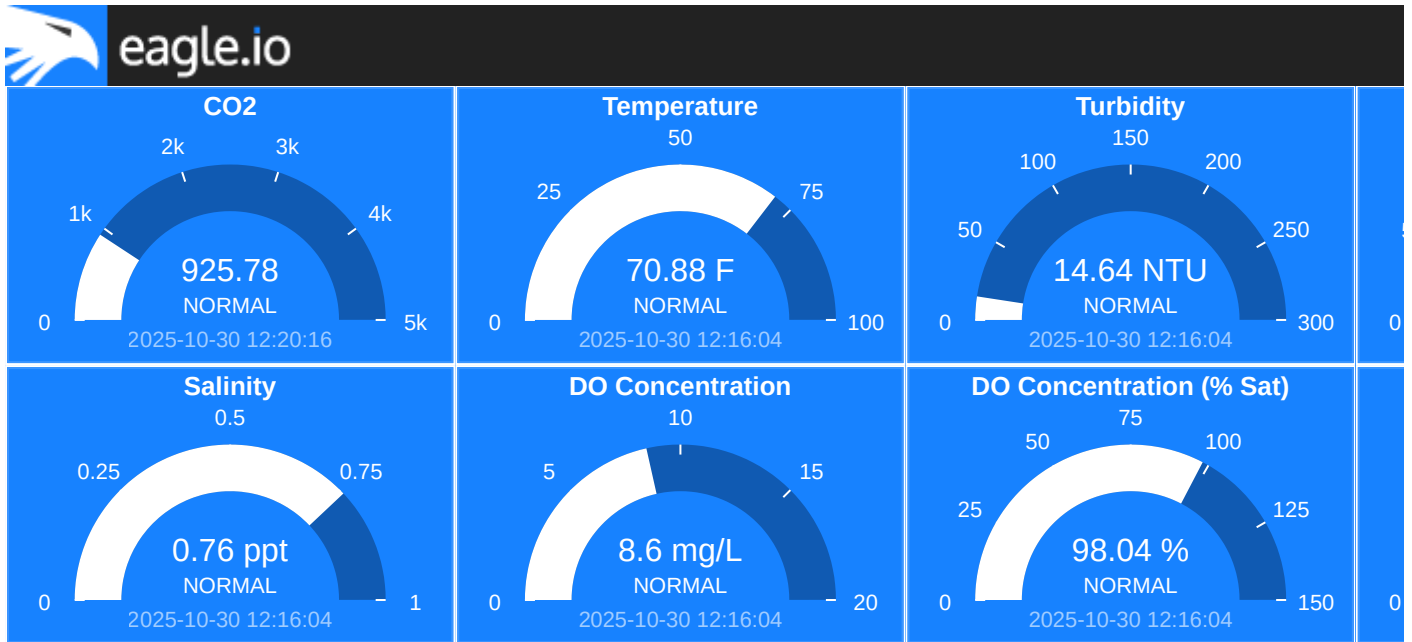 eagle.io
CO2
2k 3k
1k 4k
925.78
NORMAL
0 5k
2025-10-30 12:20:16
Temperature
50
25 75
70.88 F
NORMAL
0 100
2025-10-30 12:16:04
Turbidity
150
100 200
50 250
14.64 NTU
NORMAL
0 300
2025-10-30 12:16:04
0
Salinity
0.5
0.25 0.75
0.76 ppt
NORMAL
0 1
2025-10-30 12:16:04
DO Concentration
10
5 15
8.6 mg/L
NORMAL
0 20
2025-10-30 12:16:04
DO Concentration (% Sat)
75
50 100
25 125
98.04 %
NORMAL
0 150
2025-10-30 12:16:04
0